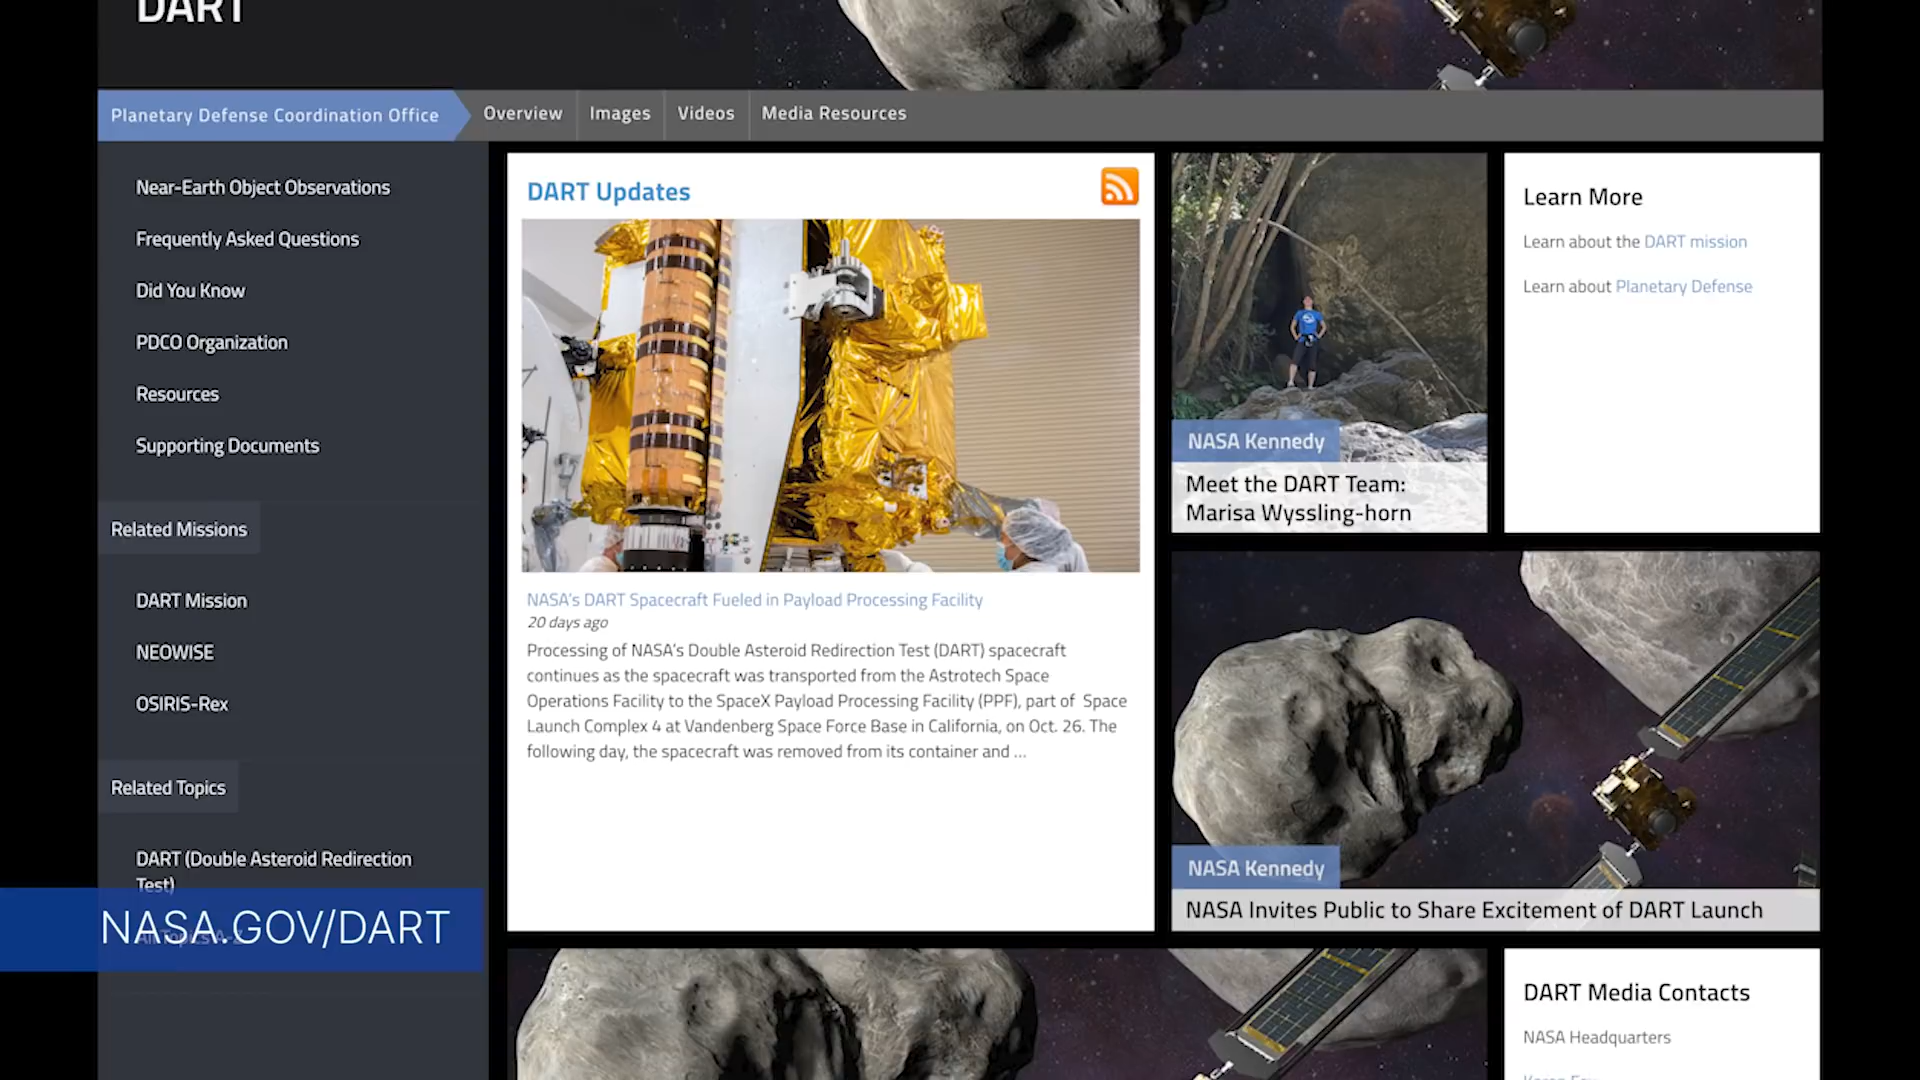 DART
Planetary Defense Coordination Office
Overview
Images
Videos
Media Resources
Near-Earth Object Observations
Frequently Asked Questions
Did You Know
PDCO Organization
Resources
Supporting Documents
Related Missions
DART Mission
NEOWISE
OSIRIS-Rex
Related Topics
DART (Double Asteroid Redirection
Test)
All Topics A-Z
NASA.GOV/DART
DART Updates
NASA's DART Spacecraft Fueled in Payload Processing Facility
20 days ago
Processing of NASA's Double Asteroid Redirection Test (DART) spacecraft
continues as the spacecraft was transported from the Astrotech Space
Operations Facility to the SpaceX Payload Processing Facility (PPF), part of Space
Launch Complex 4 at Vandenberg Space Force Base in California, on Oct. 26. The
following day, the spacecraft was removed from its container and ...
NASA Kennedy
Meet the DART Team:
Marisa Wyssling-horn
Learn More
Learn about the DART mission
Learn about Planetary Defense
NASA Kennedy
NASA Invites Public to Share Excitement of DART Launch
DART Media Contacts
NASA Headquarters